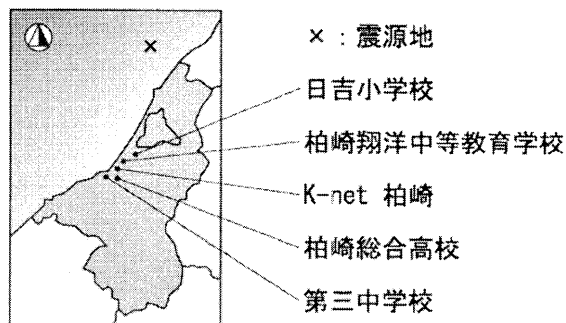 ×：震源地
日吉小学校
柏崎翔洋中等教育学校
K-net 柏崎
柏崎総合高校
第三中学校